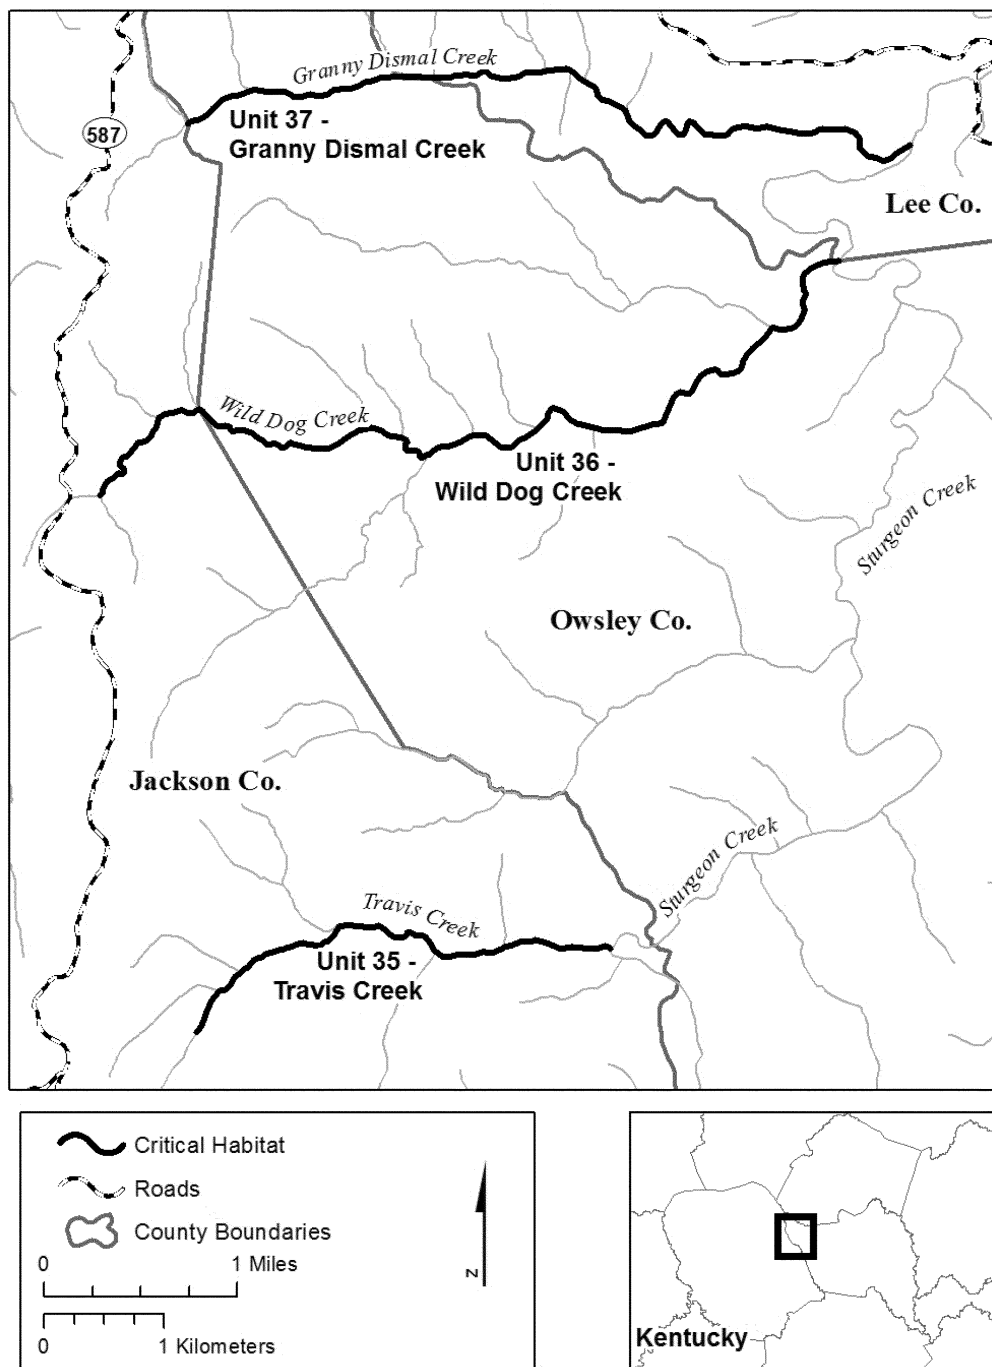 Granny Dismal Creek
Unit 37 -
Granny Dismal Creek
587
Lee Co.
Wild Dog Creek
Unit 36 -
Wild Dog Creek
Sturgeon Creek
Owsley Co.
Jackson Co.
Sturgeon Creek
Travis Creek
Unit 35 -
Travis Creek
Critical Habitat
Roads
County Boundaries
0 1 Miles
0 1 Kilometers
N
Kentucky